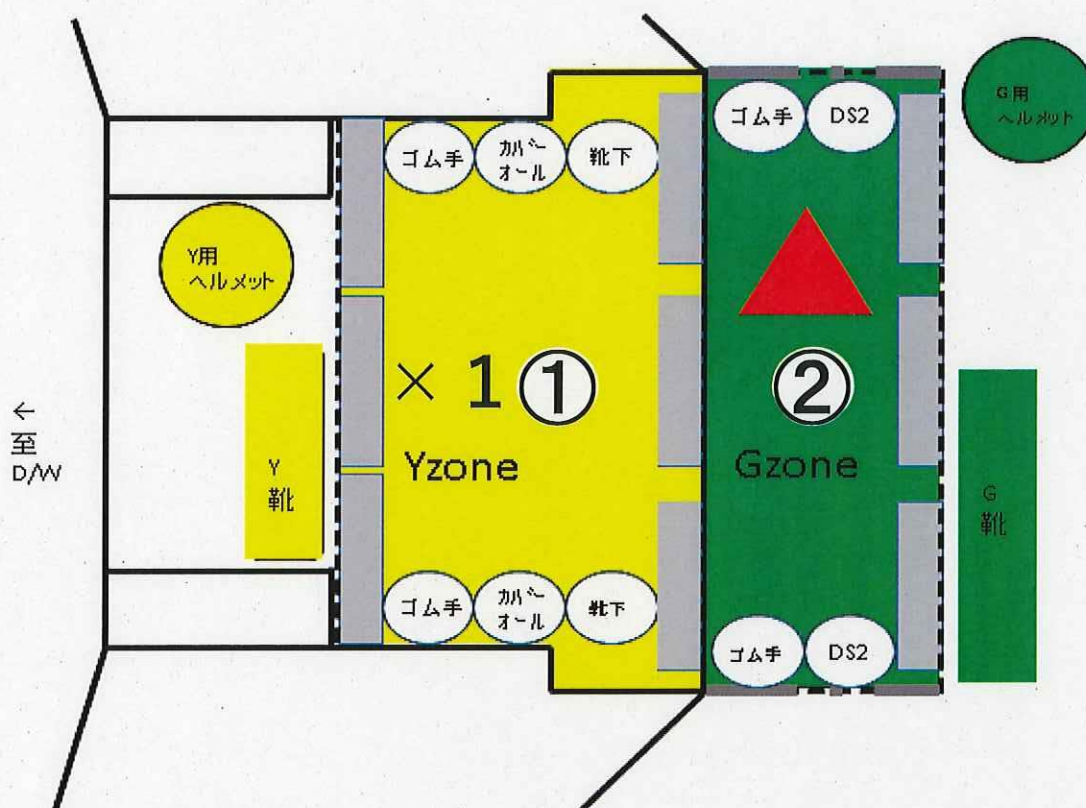 G用
ヘルメット
ゴム手
DS2
ゴム手
カバー
オール
靴下
Y用
ヘルメット
×1 ①
②
←
至
D/W
Yzone
Gzone
Y
靴
G
靴
ゴム手
カバー
オール
靴下
ゴム手
DS2